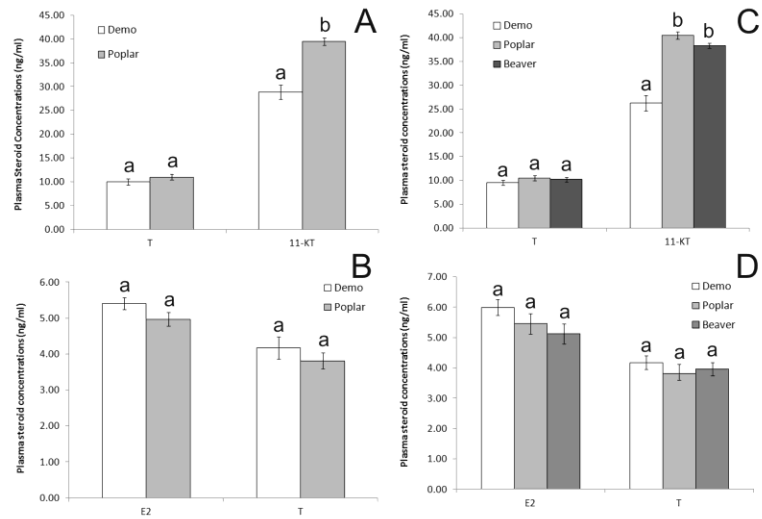 A
Plasma Steroid Concentrations (ng/ml)
45.00
40.00
35.00
30.00
25.00
20.00
15.00
10.00
5.00
0.00
Demo
Poplar
a a a b
T 11-KT
C
Plasma steroid concentrations (ng/ml)
45.00
40.00
35.00
30.00
25.00
20.00
15.00
10.00
5.00
0.00
Demo
Poplar
Beaver
a a a a b b
T 11-KT
B
Plasma steroid concentrations (ng/ml)
6.00
5.00
4.00
3.00
2.00
1.00
0.00
Demo
Poplar
a a a a
E2 T
D
Plasma steroid concentrations (ng/ml)
7.00
6.00
5.00
4.00
3.00
2.00
1.00
0.00
Demo
Poplar
Beaver
a a a a a a
E2 T